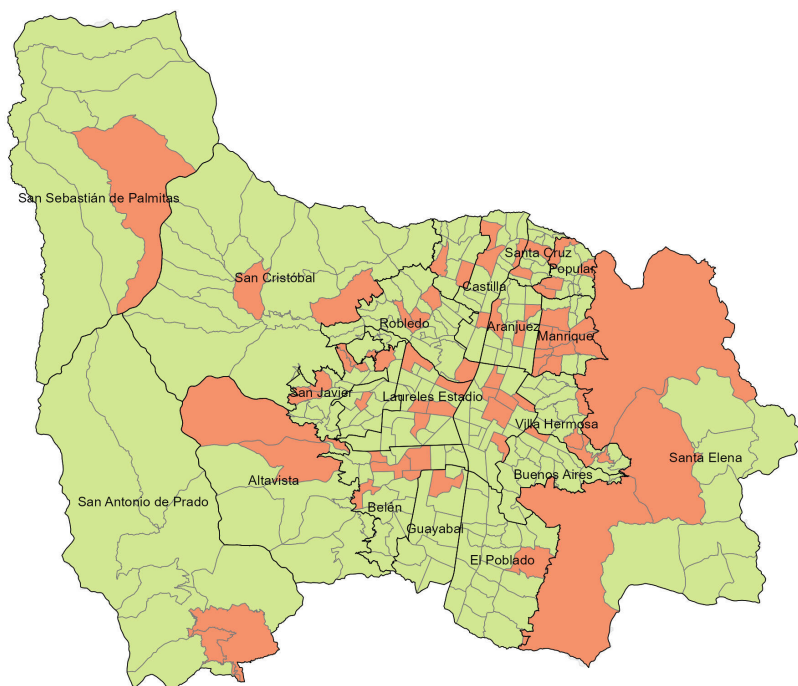 San Sebastián de Palmitas
San Cristóbal
Santa Cruz
Popular
Castilla
Robledo
Aranjuez
Manrique
San Javier
Laureles Estadio
Villa Hermosa
Santa Elena
Altavista
Buenos Aires
San Antonio de Prado
Belén
Guayabal
El Poblado